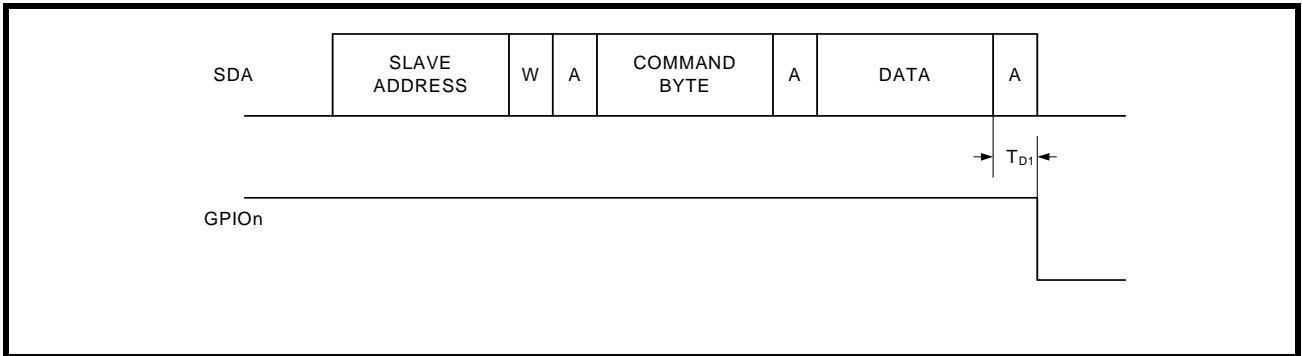 SDA
SLAVE
ADDRESS
W
A
COMMAND
BYTE
A
DATA
A
TD1
GPIOn